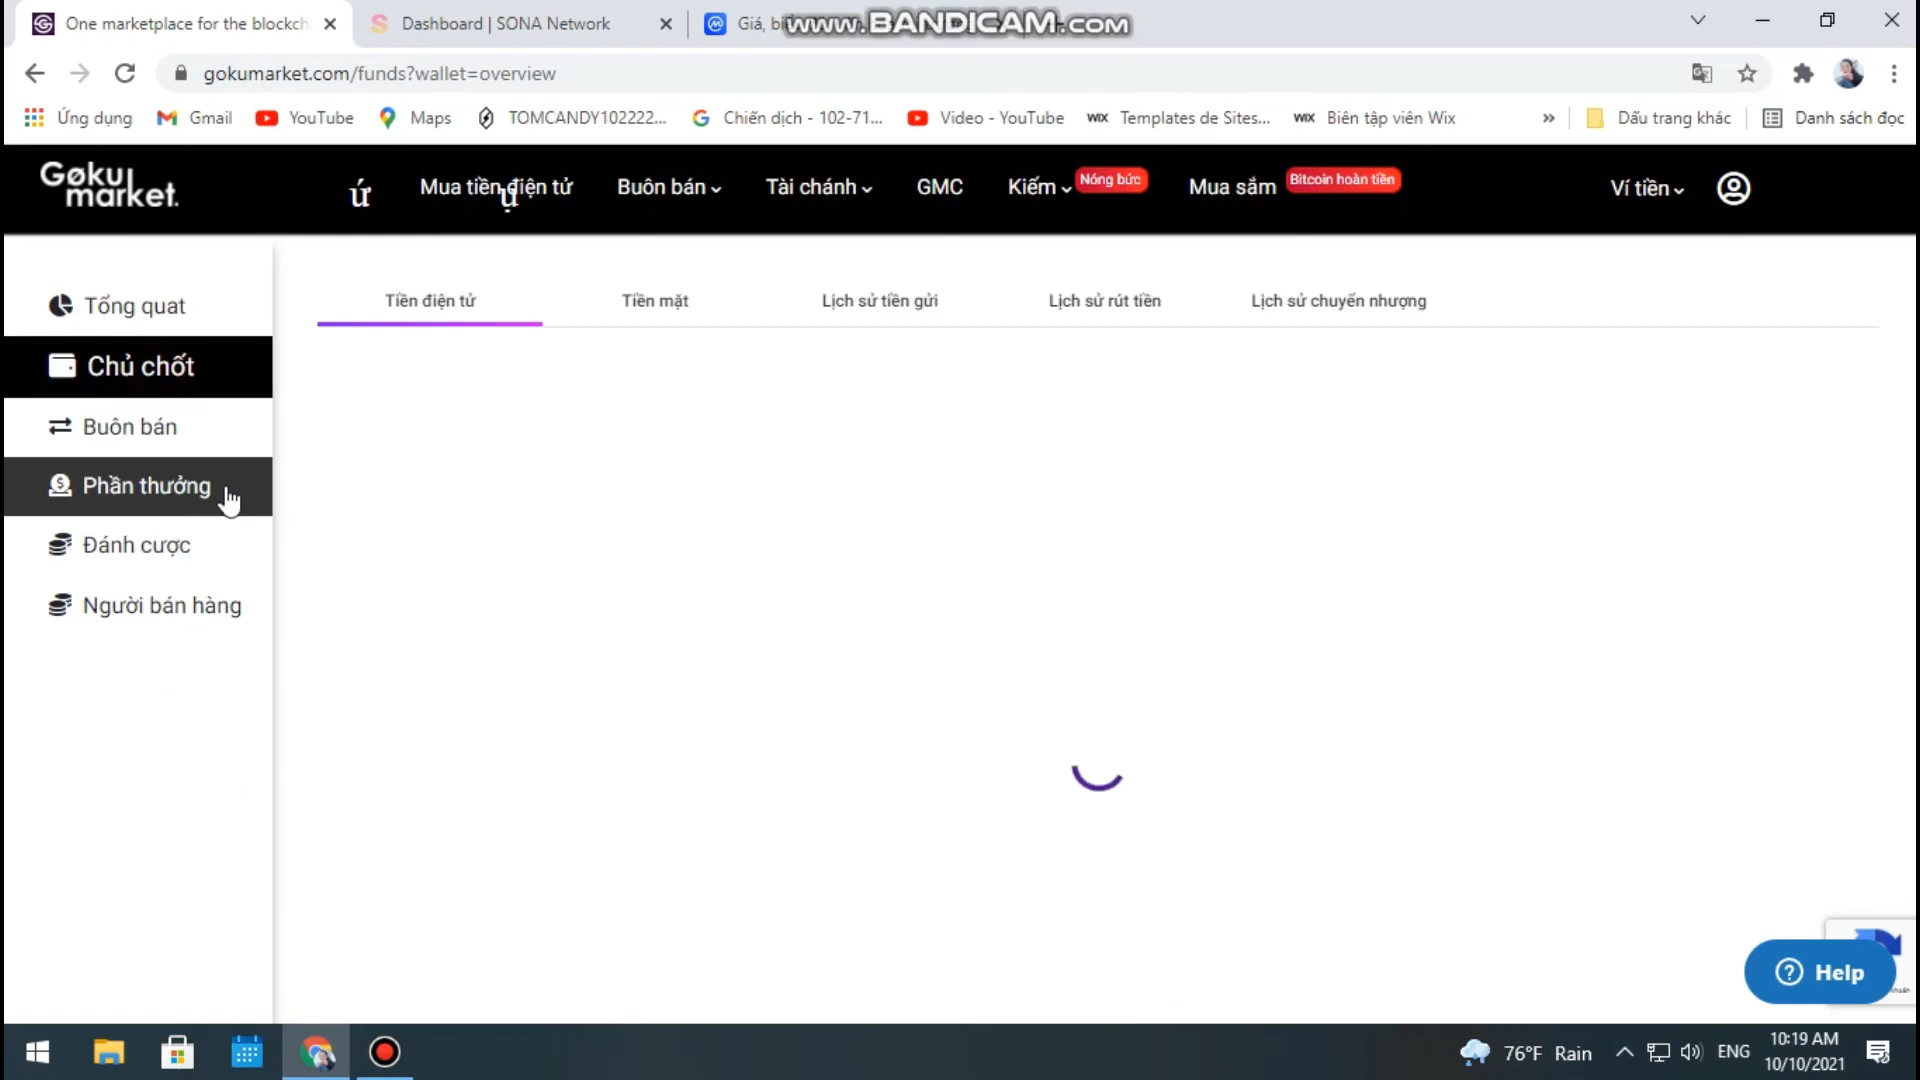 One marketplace for the blockch
Dashboard | SONA Network
Giá, bi
www.BANDICAM.com
gokumarket.com/funds?wallet=overview
Ứng dụng
Gmail
YouTube
Maps
TOMCANDY102222...
Chiến dịch - 102-71...
Video - YouTube
WIX Templates de Sites...
WIX Biên tập viên Wix
»
Dấu trang khác
Danh sách đọc
Gøku market.
ứ
Mua tiền điện tử
ụ
Buôn bán
Tài chánh
GMC
Kiếm
Nóng bức
Mua sắm
Bitcoin hoàn tiền
Ví tiền
Tổng quat
Chủ chốt
Buôn bán
Phần thưởng
Đánh cược
Người bán hàng
Tiền điện tử
Tiền mặt
Lịch sử tiền gửi
Lịch sử rút tiền
Lịch sử chuyển nhượng
Help
76°F Rain
ENG
10:19 AM
10/10/2021